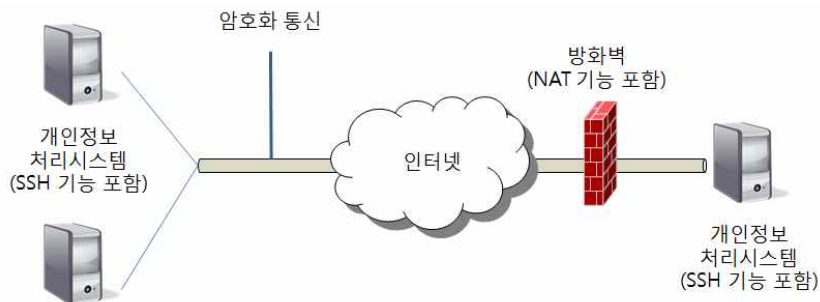 암호화 통신
방화벽
(NAT 기능 포함)
개인정보
처리시스템
(SSH 기능 포함)
인터넷
개인정보
처리시스템
(SSH 기능 포함)